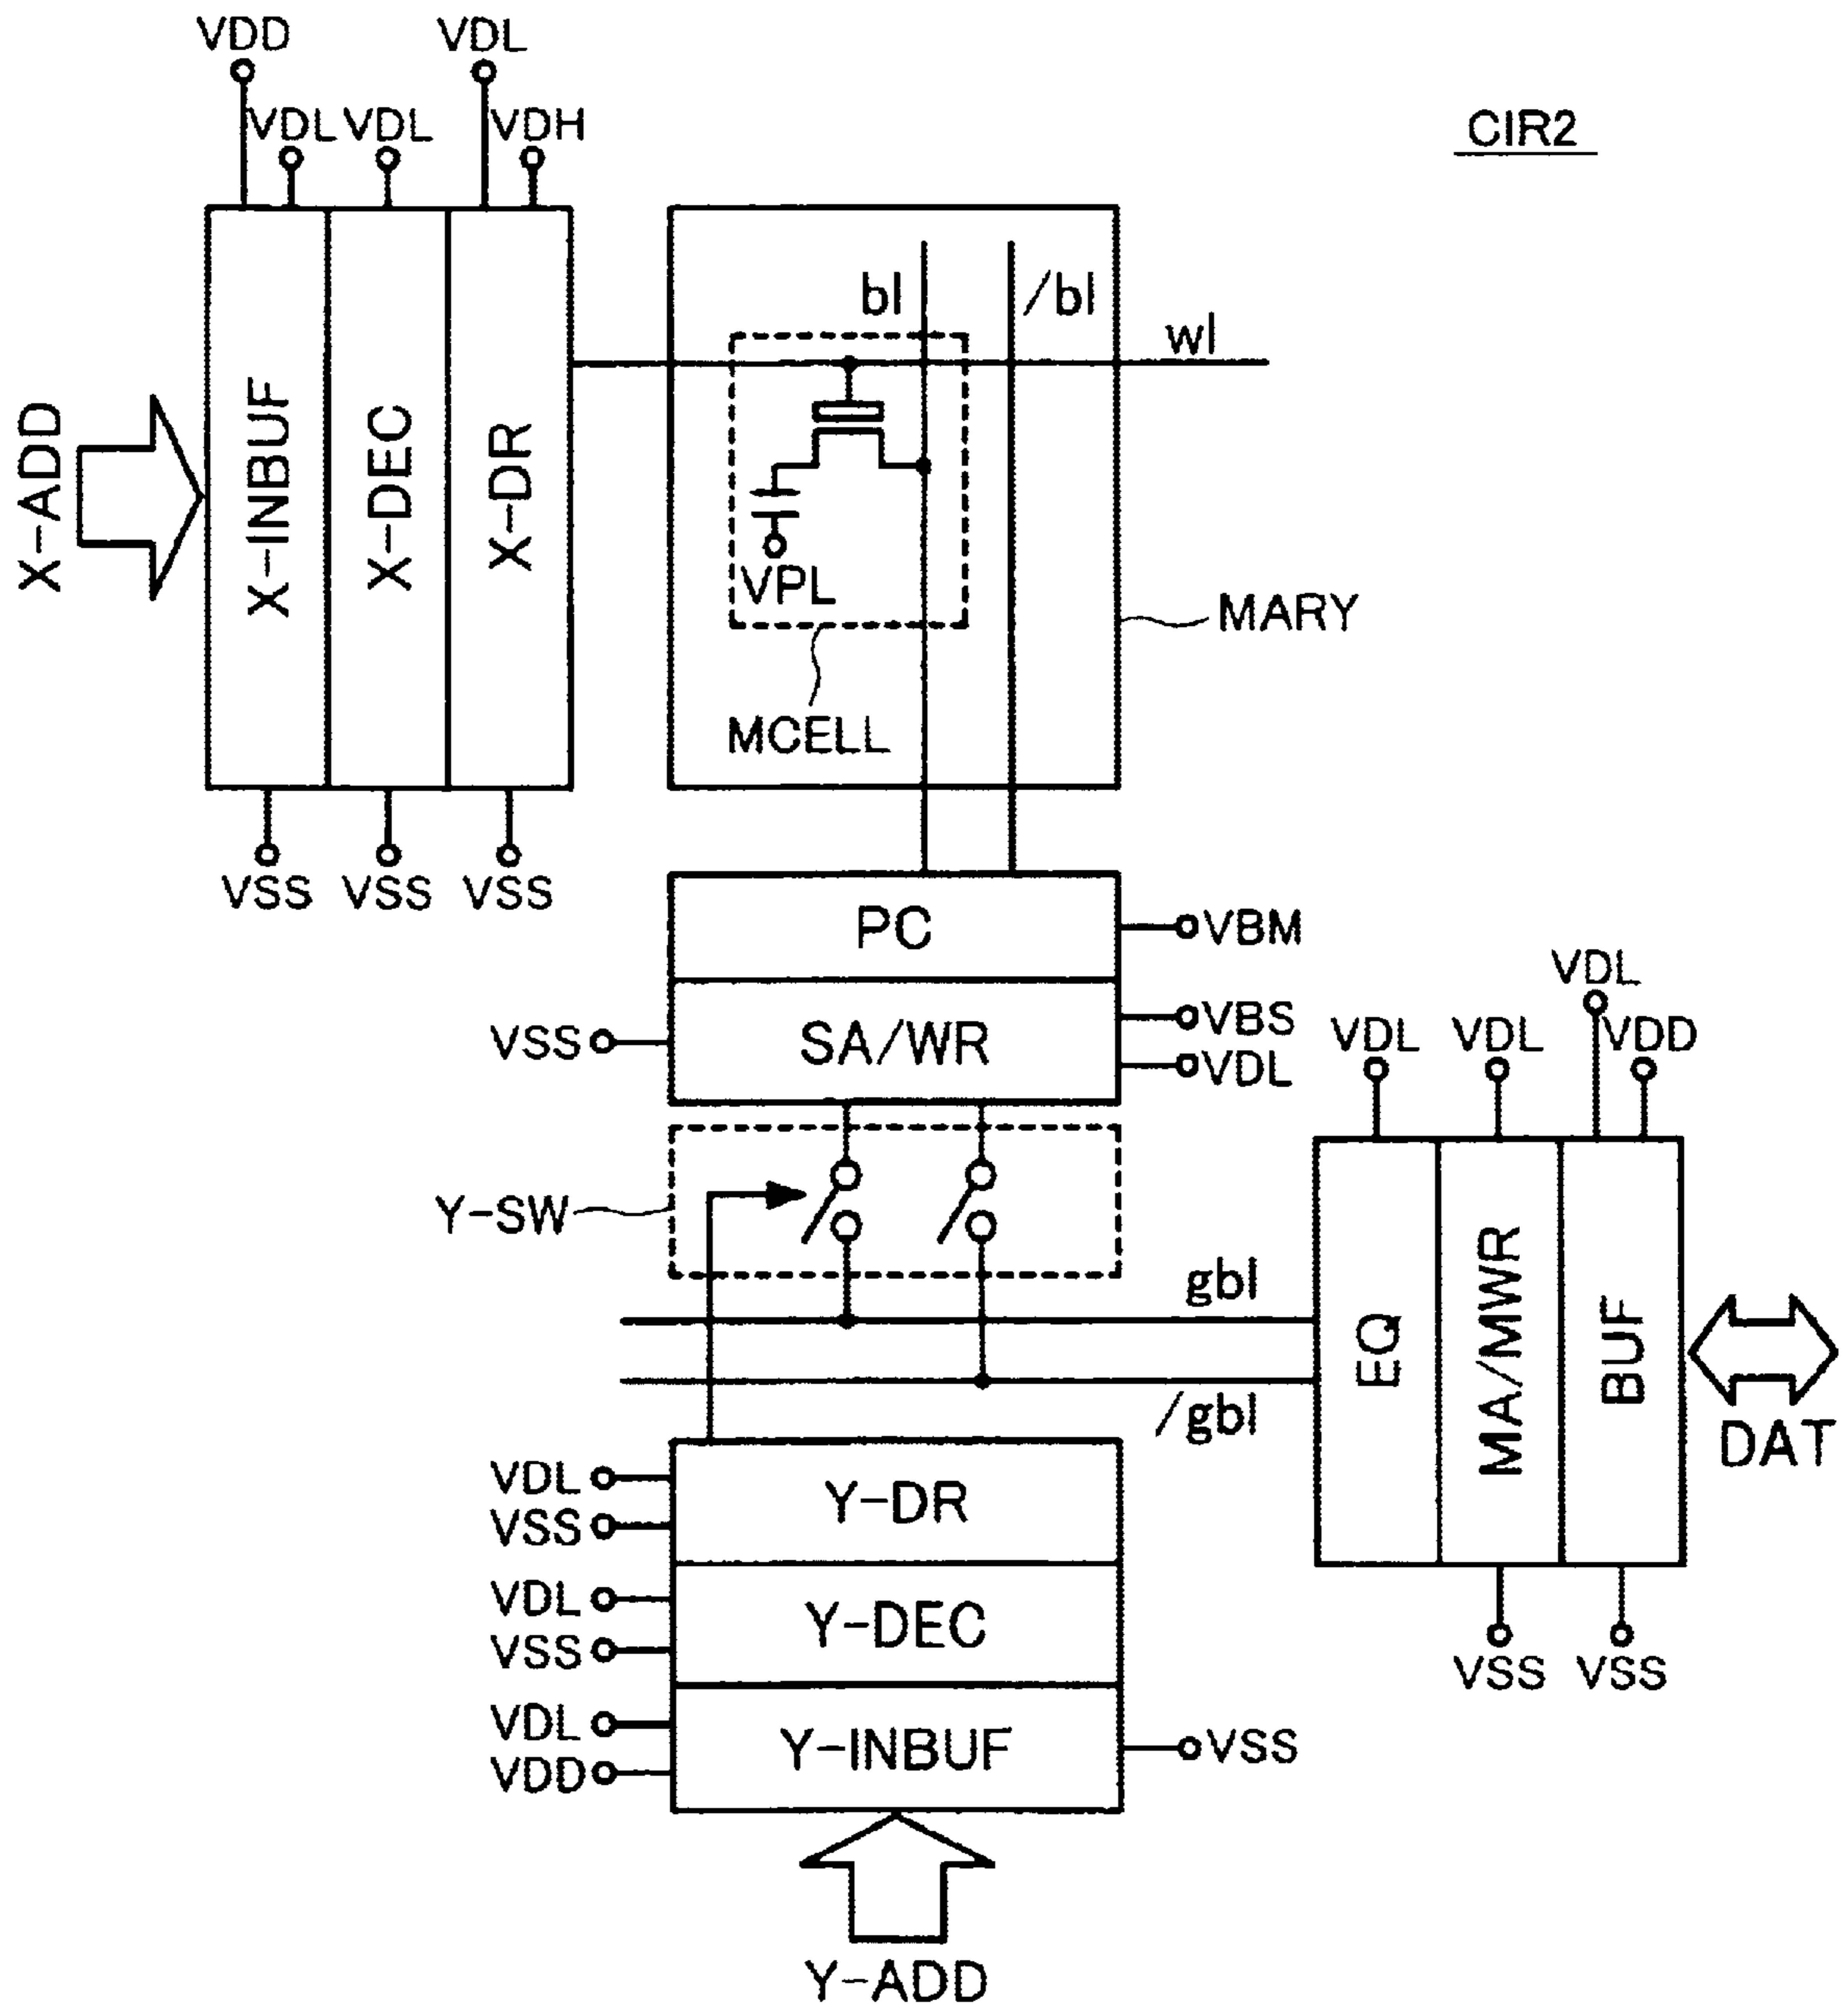 VDD
VDL
VDL
VDL
VDH
CIR2
bl
/bl
wl
X-ADD
X-INBUF
X-DEC
X-DR
VPL
MARY
MCELL
VSS
VSS
VSS
PC
VBM
VSS
SA/WR
VBS
VDL
VDL
VDL
VDL
VDD
Y-SW
gbl
/gbl
EQ
MA/MWR
BUF
DAT
VDL
VSS
Y-DR
VDL
VSS
Y-DEC
VSS
VSS
VDL
VDD
Y-INBUF
VSS
Y-ADD